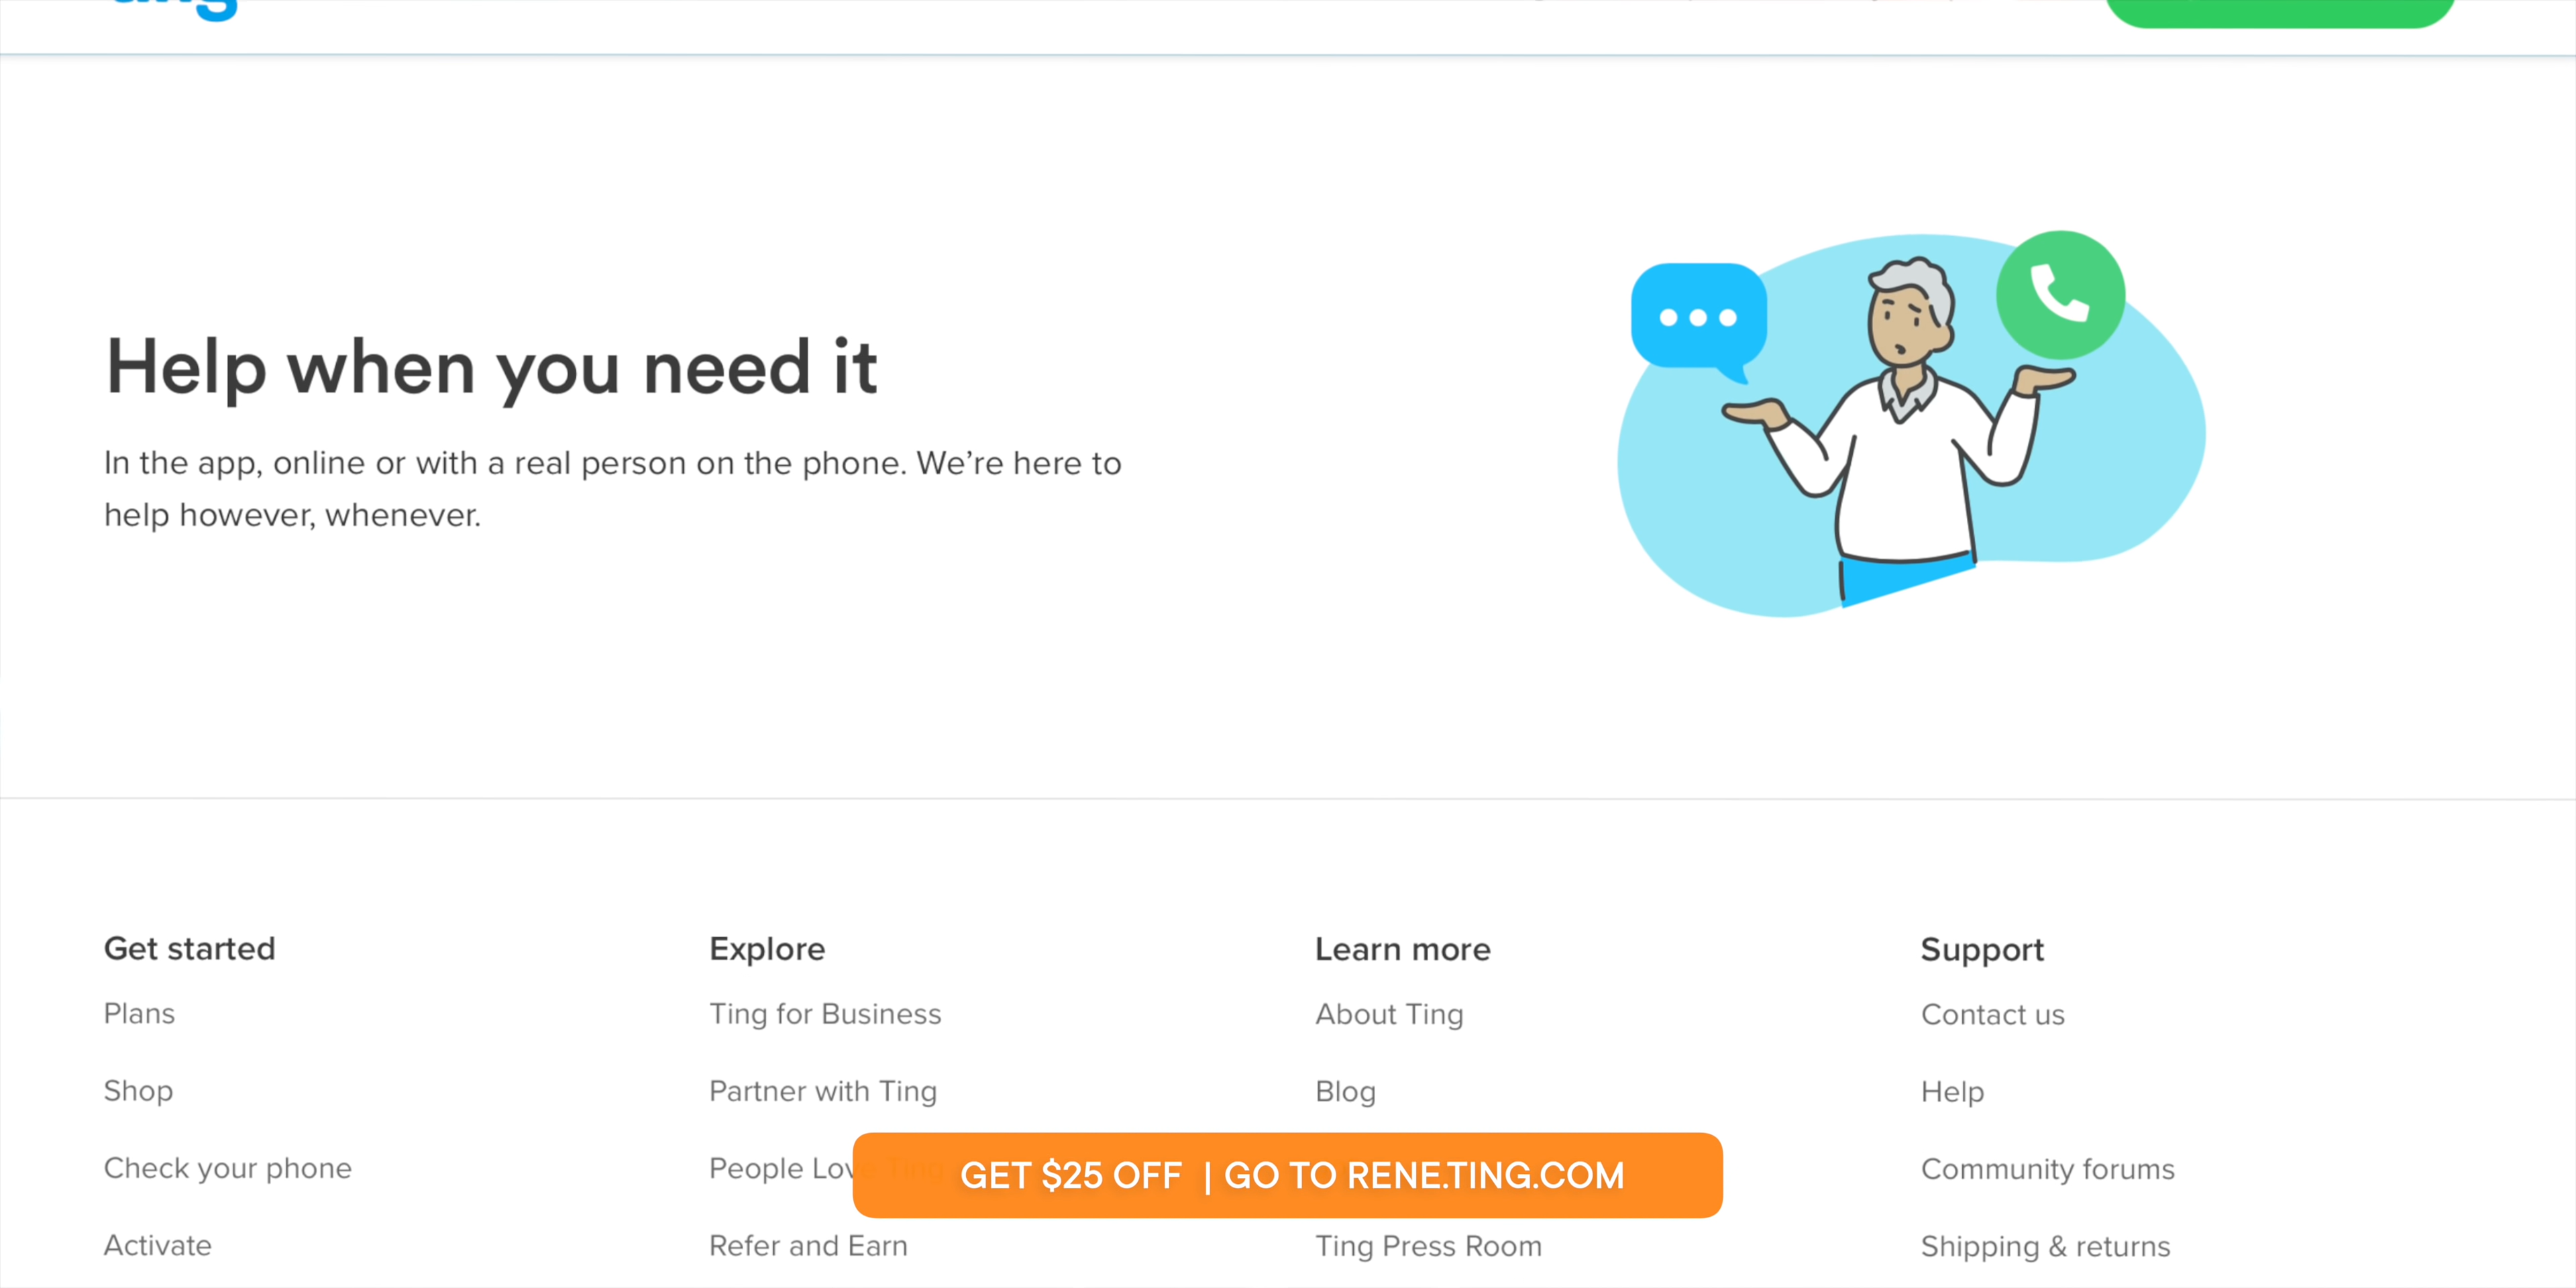 Help when you need it
In the app, online or with a real person on the phone. We're here to
help however, whenever.
Get started
Plans
Shop
Check your phone
Activate
Explore
Ting for Business
Partner with Ting
People
Refer and Earn
Learn more
About Ting
Blog
Ting Press Room
Support
Contact us
Help
Community forums
Shipping & returns
GET $25 OFF | GO TO RENE.TING.COM